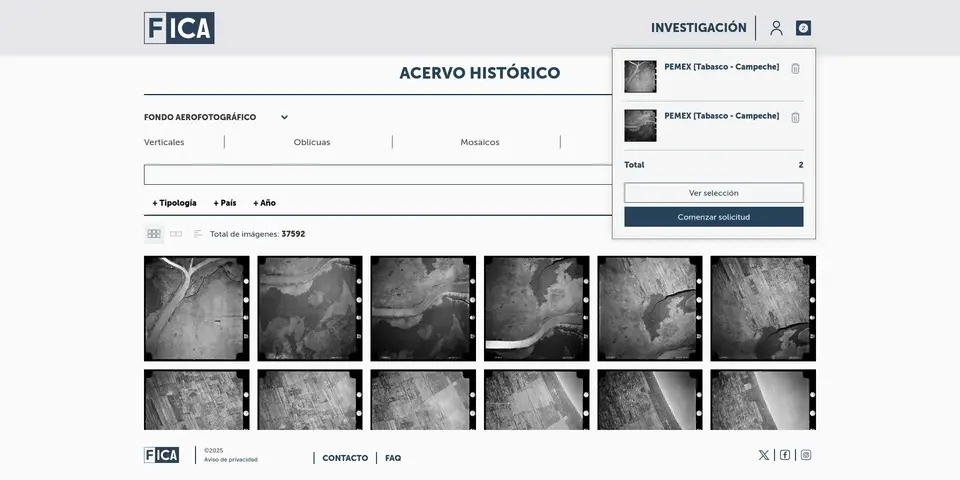 FICA
INVESTIGACIÓN
2
PEMEX [Tabasco - Campeche]
PEMEX [Tabasco - Campeche]
Total 2
Ver selección
Comenzar solicitud
ACERVO HISTÓRICO
FONDO AEROFOTOGRÁFICO
Verticales Oblicuas Mosaicos
+ Tipología + País + Año
Total de imágenes: 37592
FICA
©2025
Aviso de privacidad
CONTACTO
FAQ